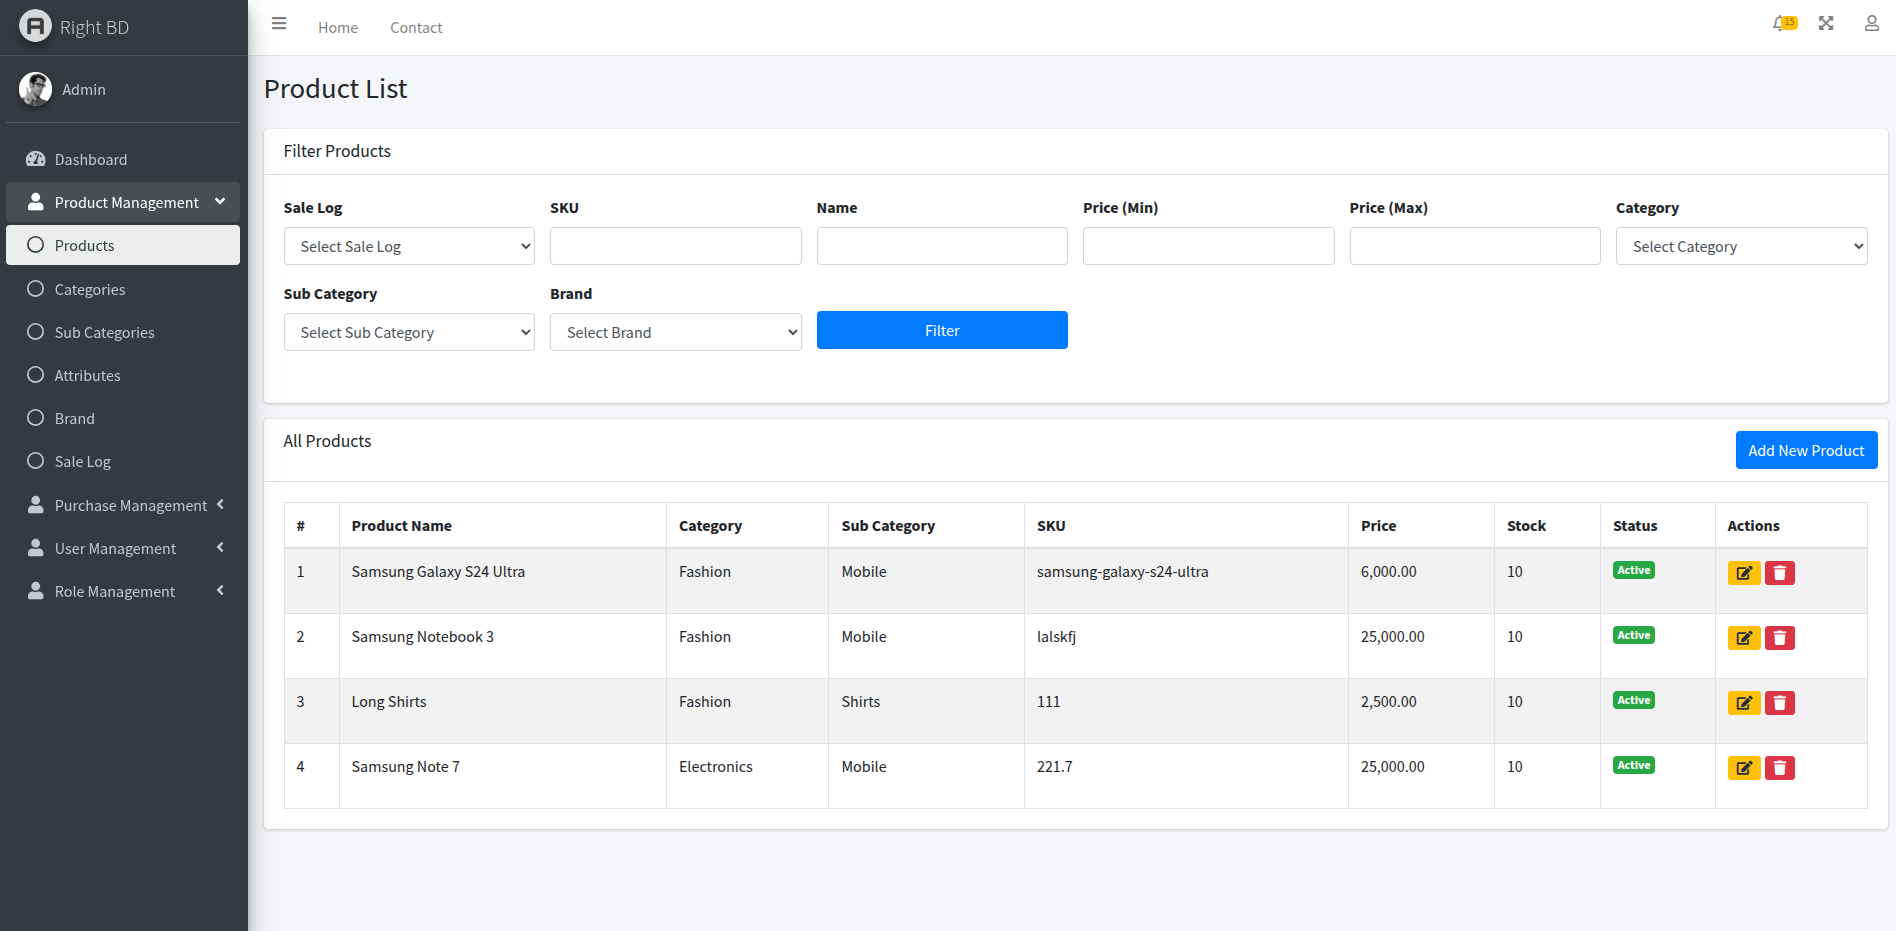 Right BD
Home
Contact
15
Admin
Dashboard
Product Management
Products
Categories
Sub Categories
Attributes
Brand
Sale Log
Purchase Management
User Management
Role Management
Product List
Filter Products
Sale Log SKU Name Price (Min) Price (Max) Category
Select Sale Log Select Category
Sub Category Brand
Select Sub Category Select Brand Filter
All Products
Add New Product
# Product Name Category Sub Category SKU Price Stock Status Actions
1 Samsung Galaxy S24 Ultra Fashion Mobile samsung-galaxy-s24-ultra 6,000.00 10 Active
2 Samsung Notebook 3 Fashion Mobile lalskfj 25,000.00 10 Active
3 Long Shirts Fashion Shirts 111 2,500.00 10 Active
4 Samsung Note 7 Electronics Mobile 221.7 25,000.00 10 Active